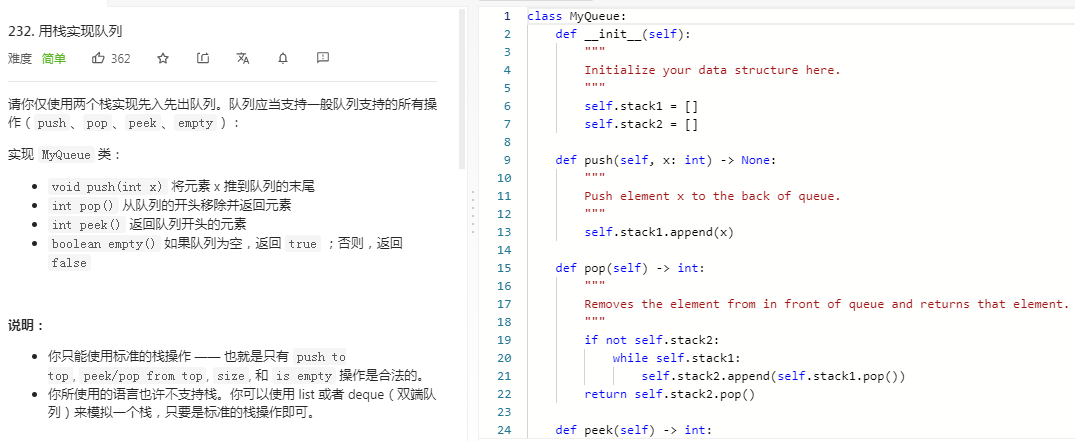 232. 用栈实现队列
难度 简单 362
请你仅使用两个栈实现先入先出队列。队列应当支持一般队列支持的所有操
作（push、pop、peek、empty）：
实现 MyQueue 类：
void push(int x) 将元素 x 推到队列的末尾
int pop() 从队列的开头移除并返回元素
int peek() 返回队列开头的元素
boolean empty() 如果队列为空，返回 true ；否则，返回
false
说明：
你只能使用标准的栈操作 —— 也就是只有 push to
top, peek/pop from top, size, 和 is empty 操作是合法的。
你所使用的语言也许不支持栈。你可以使用 list 或者 deque（双端队
列）来模拟一个栈，只要是标准的栈操作即可。
1 class MyQueue:
2     def __init__(self):
3         """
4         Initialize your data structure here.
5         """
6         self.stack1 = []
7         self.stack2 = []
8
9     def push(self, x: int) -> None:
10         """
11         Push element x to the back of queue.
12         """
13         self.stack1.append(x)
14
15     def pop(self) -> int:
16         """
17         Removes the element from in front of queue and returns that element.
18         """
19         if not self.stack2:
20             while self.stack1:
21                 self.stack2.append(self.stack1.pop())
22         return self.stack2.pop()
23
24     def peek(self) -> int: